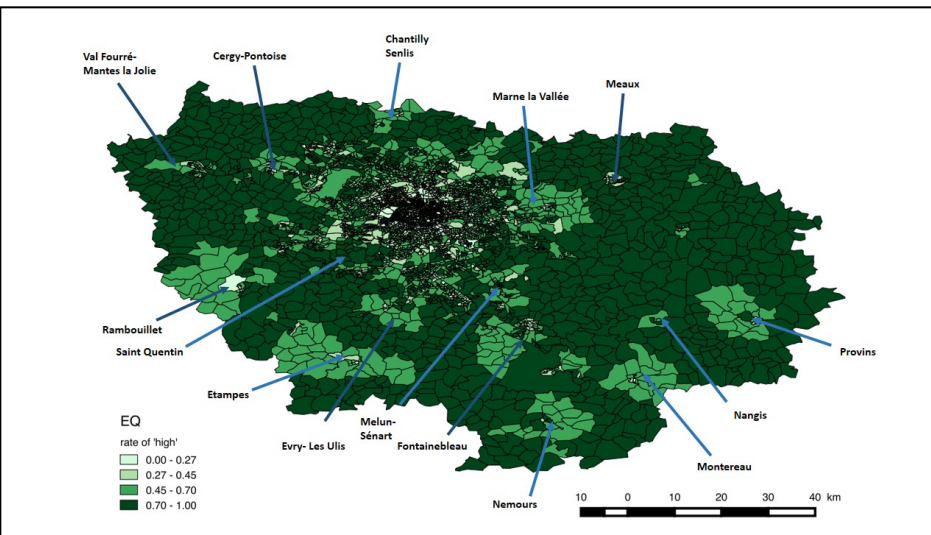 Chantilly
Senlis
Val Fourré-
Mantes la Jolie
Cergy-Pontoise
Marne la Vallée
Meaux
Rambouillet
Saint Quentin
Provins
Etampes
Nangis
Melun-
Sénart
Evry- Les Ulis
Fontainebleau
Montereau
Nemours
EQ
rate of 'high'
0.00 - 0.27
0.27 - 0.45
0.45 - 0.70
0.70 - 1.00
10 0 10 20 30 40 km